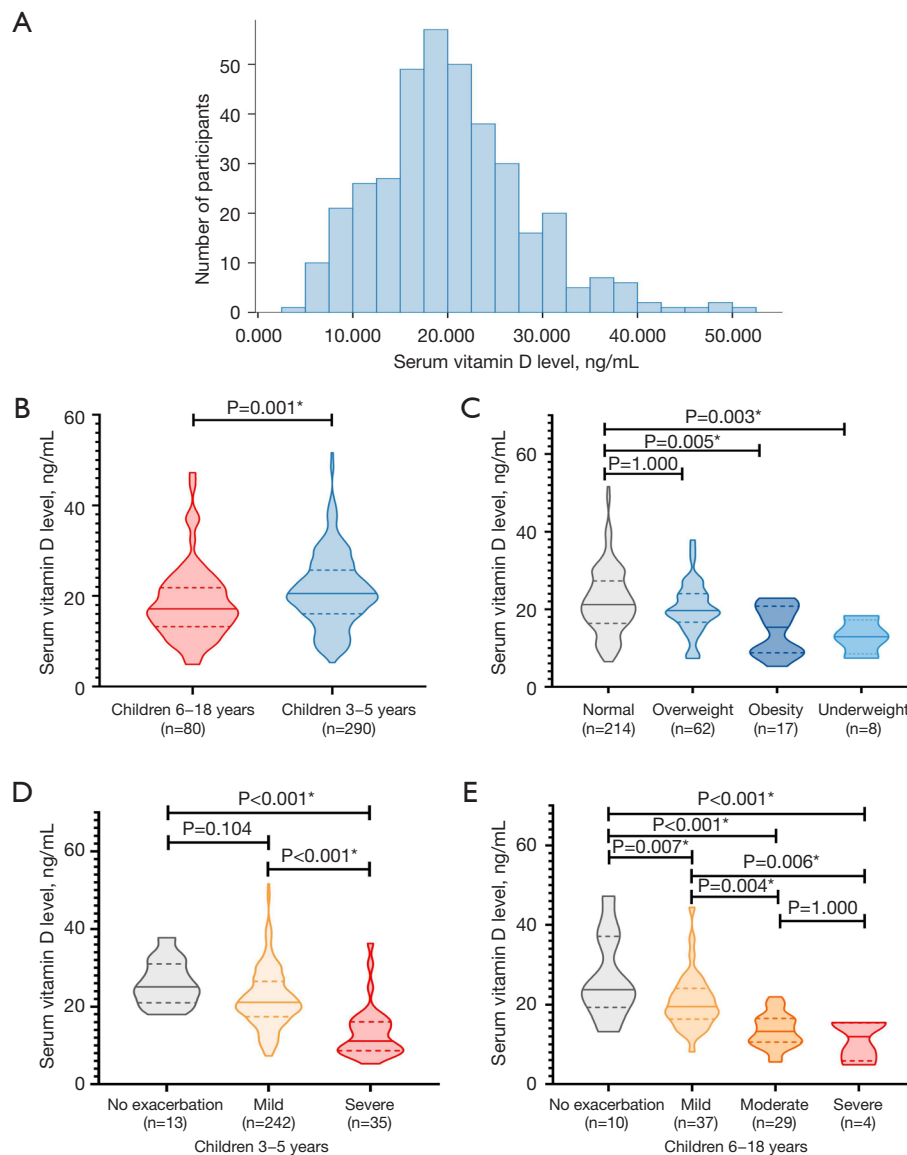 A
Number of participants
50
40
30
20
10
0
0.000 10.000 20.000 30.000 40.000 50.000
Serum vitamin D level, ng/mL
B
Serum vitamin D level, ng/mL
60
40
20
0
P=0.001*
Children 6–18 years Children 3–5 years
(n=80) (n=290)
C
Serum vitamin D level, ng/mL
60
40
20
0
P=0.003*
P=0.005*
P=1.000
Normal Overweight Obesity Underweight
(n=214) (n=62) (n=17) (n=8)
D
Serum vitamin D level, ng/mL
60
40
20
0
P<0.001*
P=0.104
P<0.001*
No exacerbation Mild Severe
(n=13) (n=242) (n=35)
Children 3–5 years
E
Serum vitamin D level, ng/mL
60
40
20
0
P<0.001*
P<0.001*
P=0.007* P=0.006*
P=0.004*
P=1.000
No exacerbation Mild Moderate Severe
(n=10) (n=37) (n=29) (n=4)
Children 6–18 years